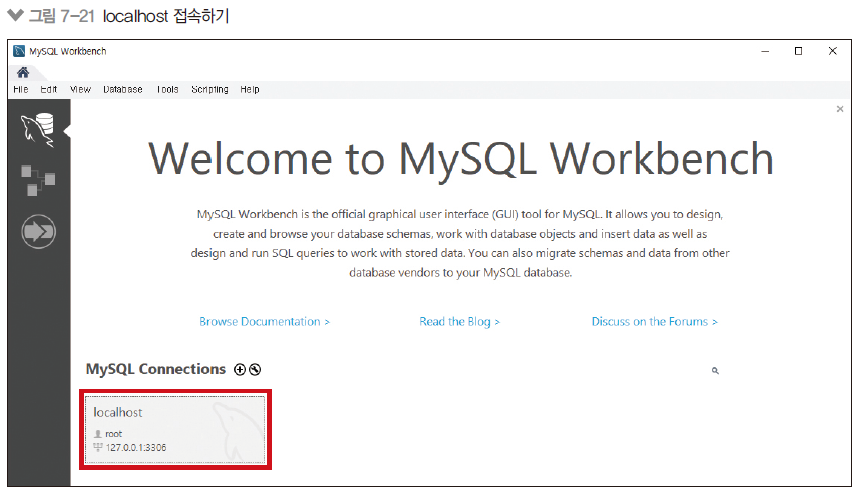 그림 7-21 localhost 접속하기
MySQL Workbench
File Edit View Database Tools Scripting Help
Welcome to MySQL Workbench
MySQL Workbench is the official graphical user interface (GUI) tool for MySQL. It allows you to design,
create and browse your database schemas, work with database objects and insert data as well as
design and run SQL queries to work with stored data. You can also migrate schemas and data from other
database vendors to your MySQL database.
Browse Documentation > Read the Blog > Discuss on the Forums >
MySQL Connections
localhost
root
127.0.0.1:3306